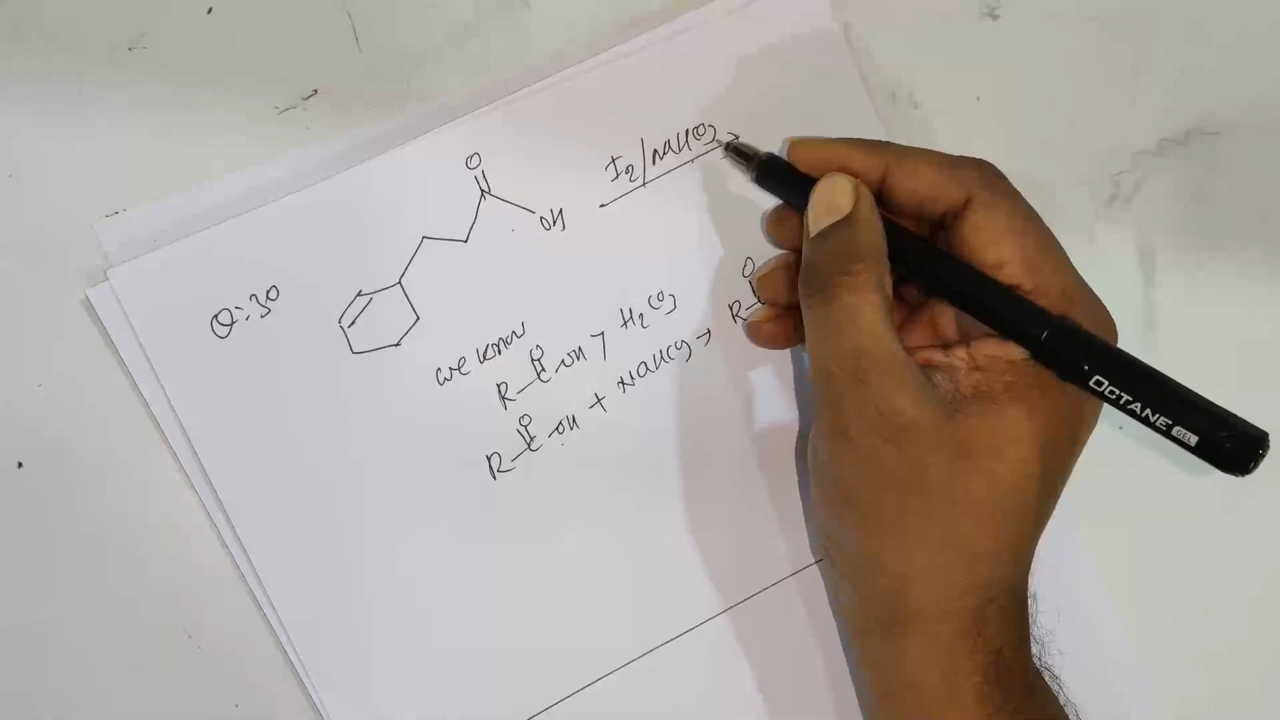 I2/NaHCO3
O
OH
Q:30
we know
O
R-C-OH > H2CO3
O
R-C-OH + NaHCO3 →
O
R
OCTANE GEL